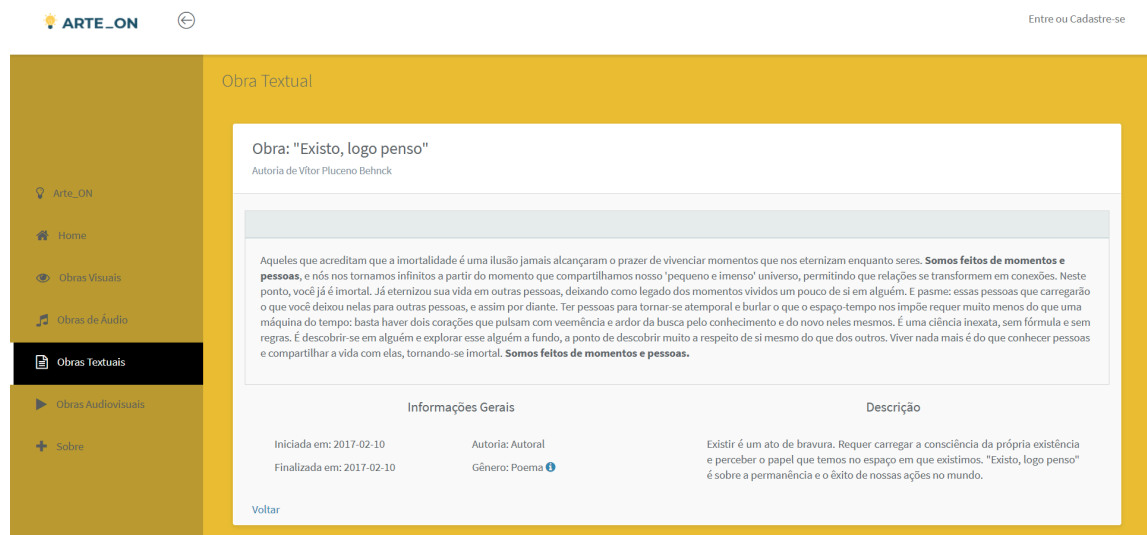 ARTE_ON
Entre ou Cadastre-se
Obra Textual
Arte_ON
Home
Obras Visuais
Obras de Áudio
Obras Textuais
Obras Audiovisuais
Sobre
Obra: "Existo, logo penso"
Autoria de Vítor Pluceno Behnck
Aqueles que acreditam que a imortalidade é uma ilusão jamais alcançaram o prazer de vivenciar momentos que nos eternizam enquanto seres. Somos feitos de momentos e
pessoas, e nós nos tornamos infinitos a partir do momento que compartilhamos nosso 'pequeno e imenso' universo, permitindo que relações se transformem em conexões. Neste
ponto, você já é imortal. Já eternizou sua vida em outras pessoas, deixando como legado dos momentos vividos um pouco de si em alguém. E pasme: essas pessoas que carregarão
o que você deixou nelas para outras pessoas, e assim por diante. Ter pessoas para tornar-se atemporal e burlar o que o espaço-tempo nos impõe requer muito menos do que uma
máquina do tempo: basta haver dois corações que pulsam com veemência e ardor da busca pelo conhecimento e do novo neles mesmos. É uma ciência inexata, sem fórmula e sem
regras. É descobrir-se em alguém e explorar esse alguém a fundo, a ponto de descobrir muito a respeito de si mesmo do que dos outros. Viver nada mais é do que conhecer pessoas
e compartilhar a vida com elas, tornando-se imortal. Somos feitos de momentos e pessoas.
Informações Gerais
Iniciada em: 2017-02-10
Autoria: Autoral
Finalizada em: 2017-02-10
Gênero: Poema
Descrição
Existir é um ato de bravura. Requer carregar a consciência da própria existência
e perceber o papel que temos no espaço em que existimos. "Existo, logo penso"
é sobre a permanência e o êxito de nossas ações no mundo.
Voltar